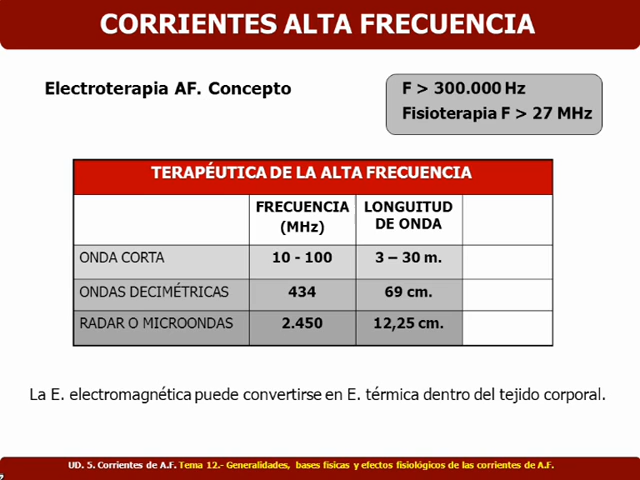 CORRIENTES ALTA FRECUENCIA
Electroterapia AF. Concepto
F > 300.000 Hz
Fisioterapia F > 27 MHz
TERAPÉUTICA DE LA ALTA FRECUENCIA
FRECUENCIA (MHz) LONGUITUD DE ONDA
ONDA CORTA 10 - 100 3 – 30 m.
ONDAS DECIMÉTRICAS 434 69 cm.
RADAR O MICROONDAS 2.450 12,25 cm.
La E. electromagnética puede convertirse en E. térmica dentro del tejido corporal.
UD. 5. Corrientes de A.F. Tema 12.- Generalidades, bases físicas y efectos fisiológicos de las corrientes de A.F.